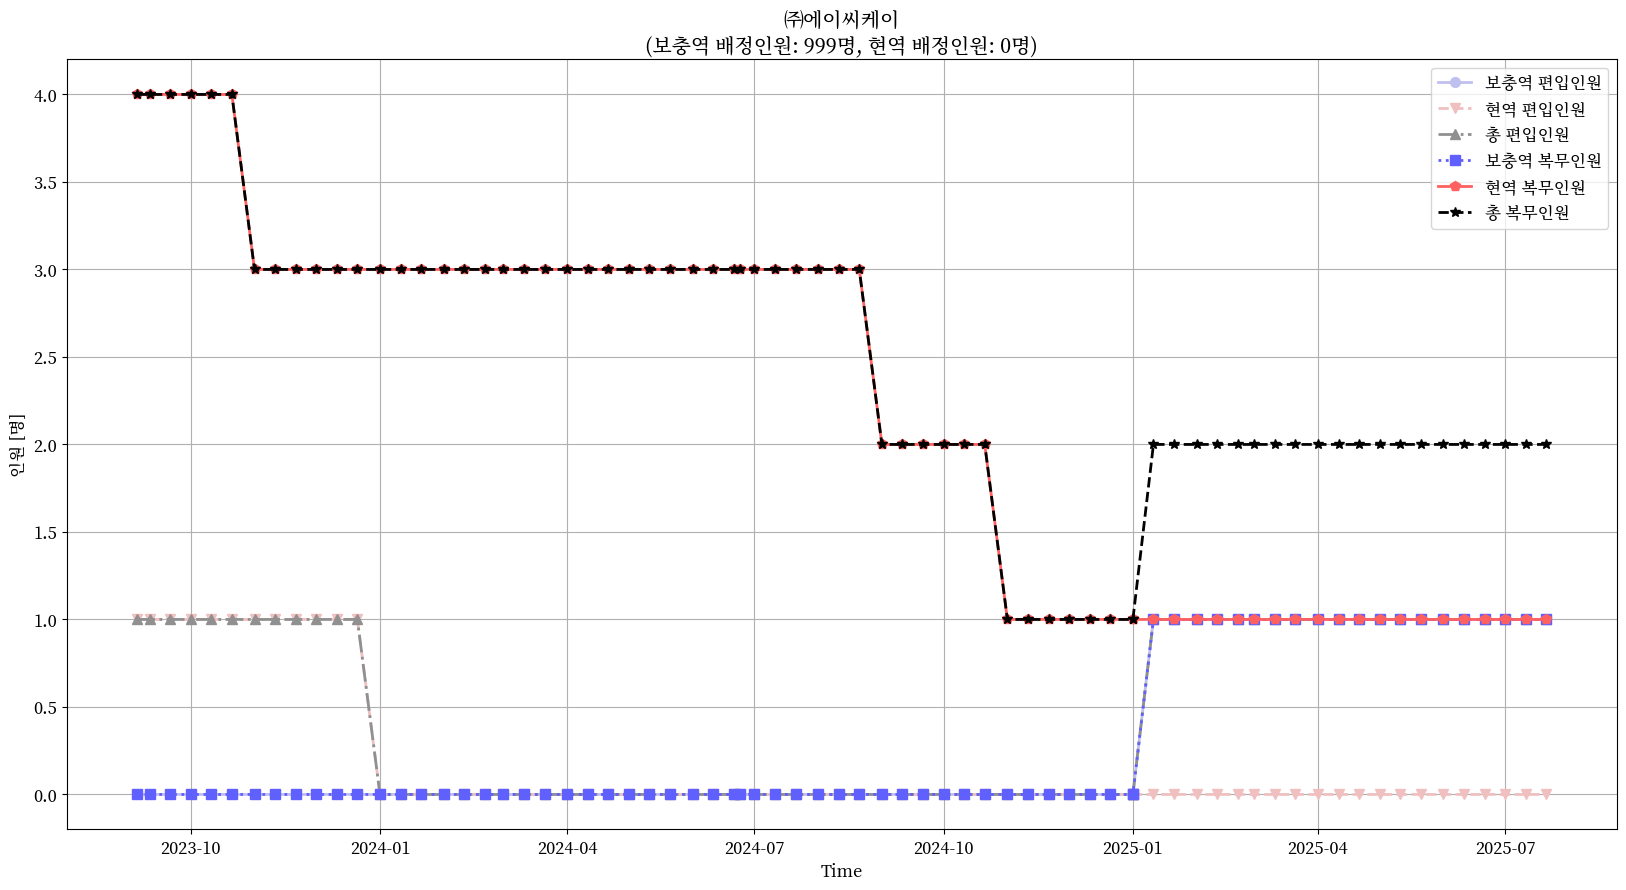 ㈜에이씨케이
(보충역 배정인원: 999명, 현역 배정인원: 0명)
보충역 편입인원
현역 편입인원
총 편입인원
보충역 복무인원
현역 복무인원
총 복무인원
인원 [명]
4.0
3.5
3.0
2.5
2.0
1.5
1.0
0.5
0.0
2023-10
2024-01
2024-04
2024-07
2024-10
2025-01
2025-04
2025-07
Time